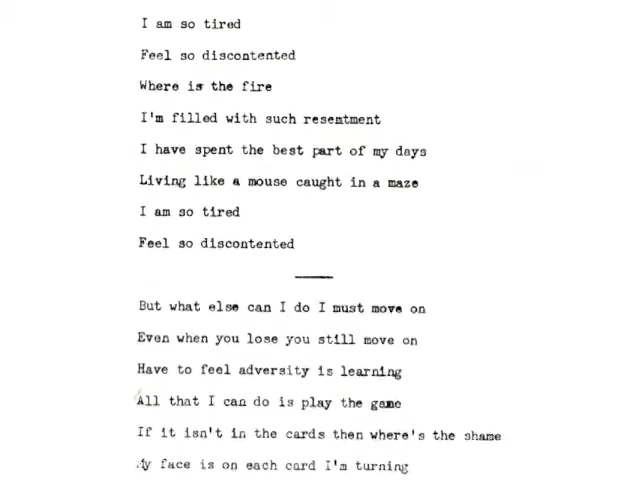 I am so tired
Feel so discontented
Where is the fire
I'm filled with such resentment
I have spent the best part of my days
Living like a mouse caught in a maze
I am so tired
Feel so discontented
But what else can I do I must move on
Even when you lose you still move on
Have to feel adversity is learning
All that I can do is play the game
If it isn't in the cards then where's the shame
My face is on each card I'm turning